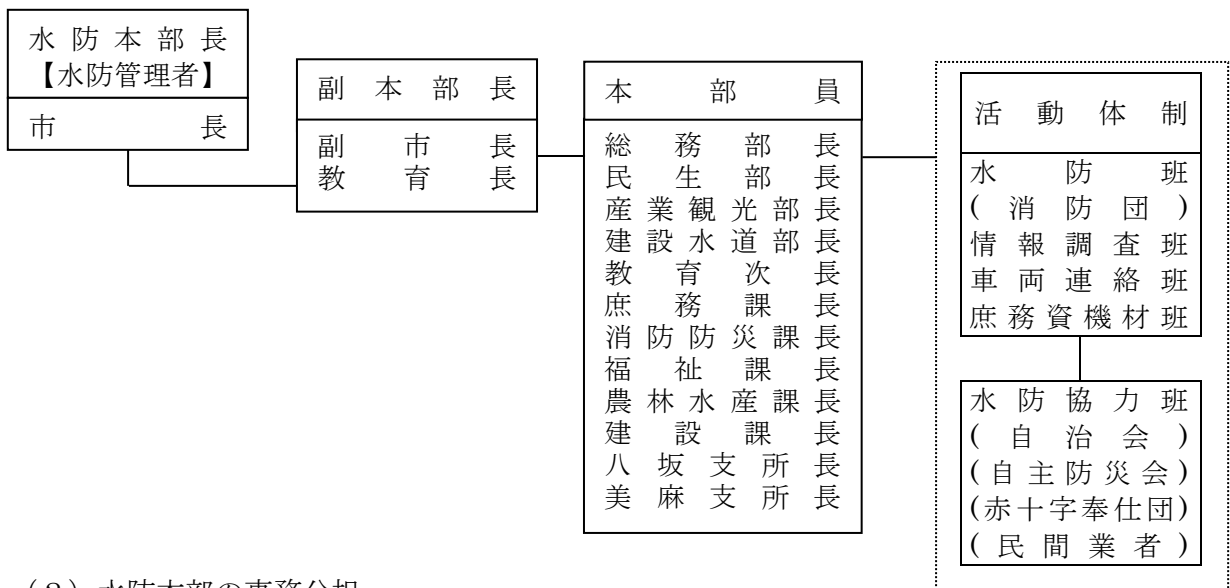 水防本部長
【水防管理者】
市長
副本部長
副市長
教育長
本部員
総務部長
民生部長
産業観光部長
建設水道部長
教育次長
庶務課長
消防防災課長
福祉課長
農林水産課長
建設課長
八坂支所長
美麻支所長
活動体制
水防班
(消防団)
情報調査班
車両連絡班
庶務資機材班
水防協力班
(自治会)
(自主防災会)
(赤十字奉仕団)
(民間業者)